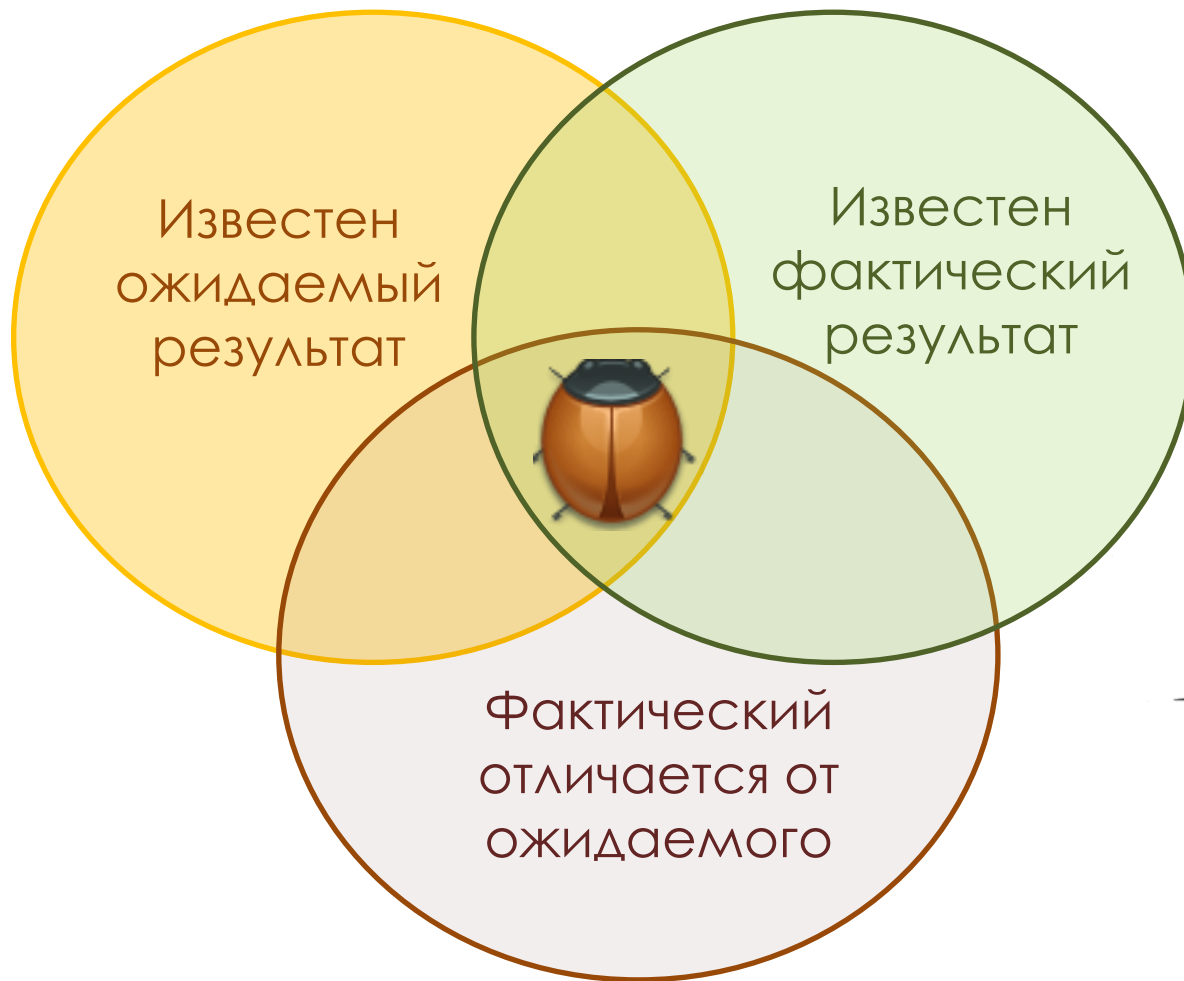 Известен
ожидаемый
результат
Известен
фактический
результат
Фактический
отличается от
ожидаемого